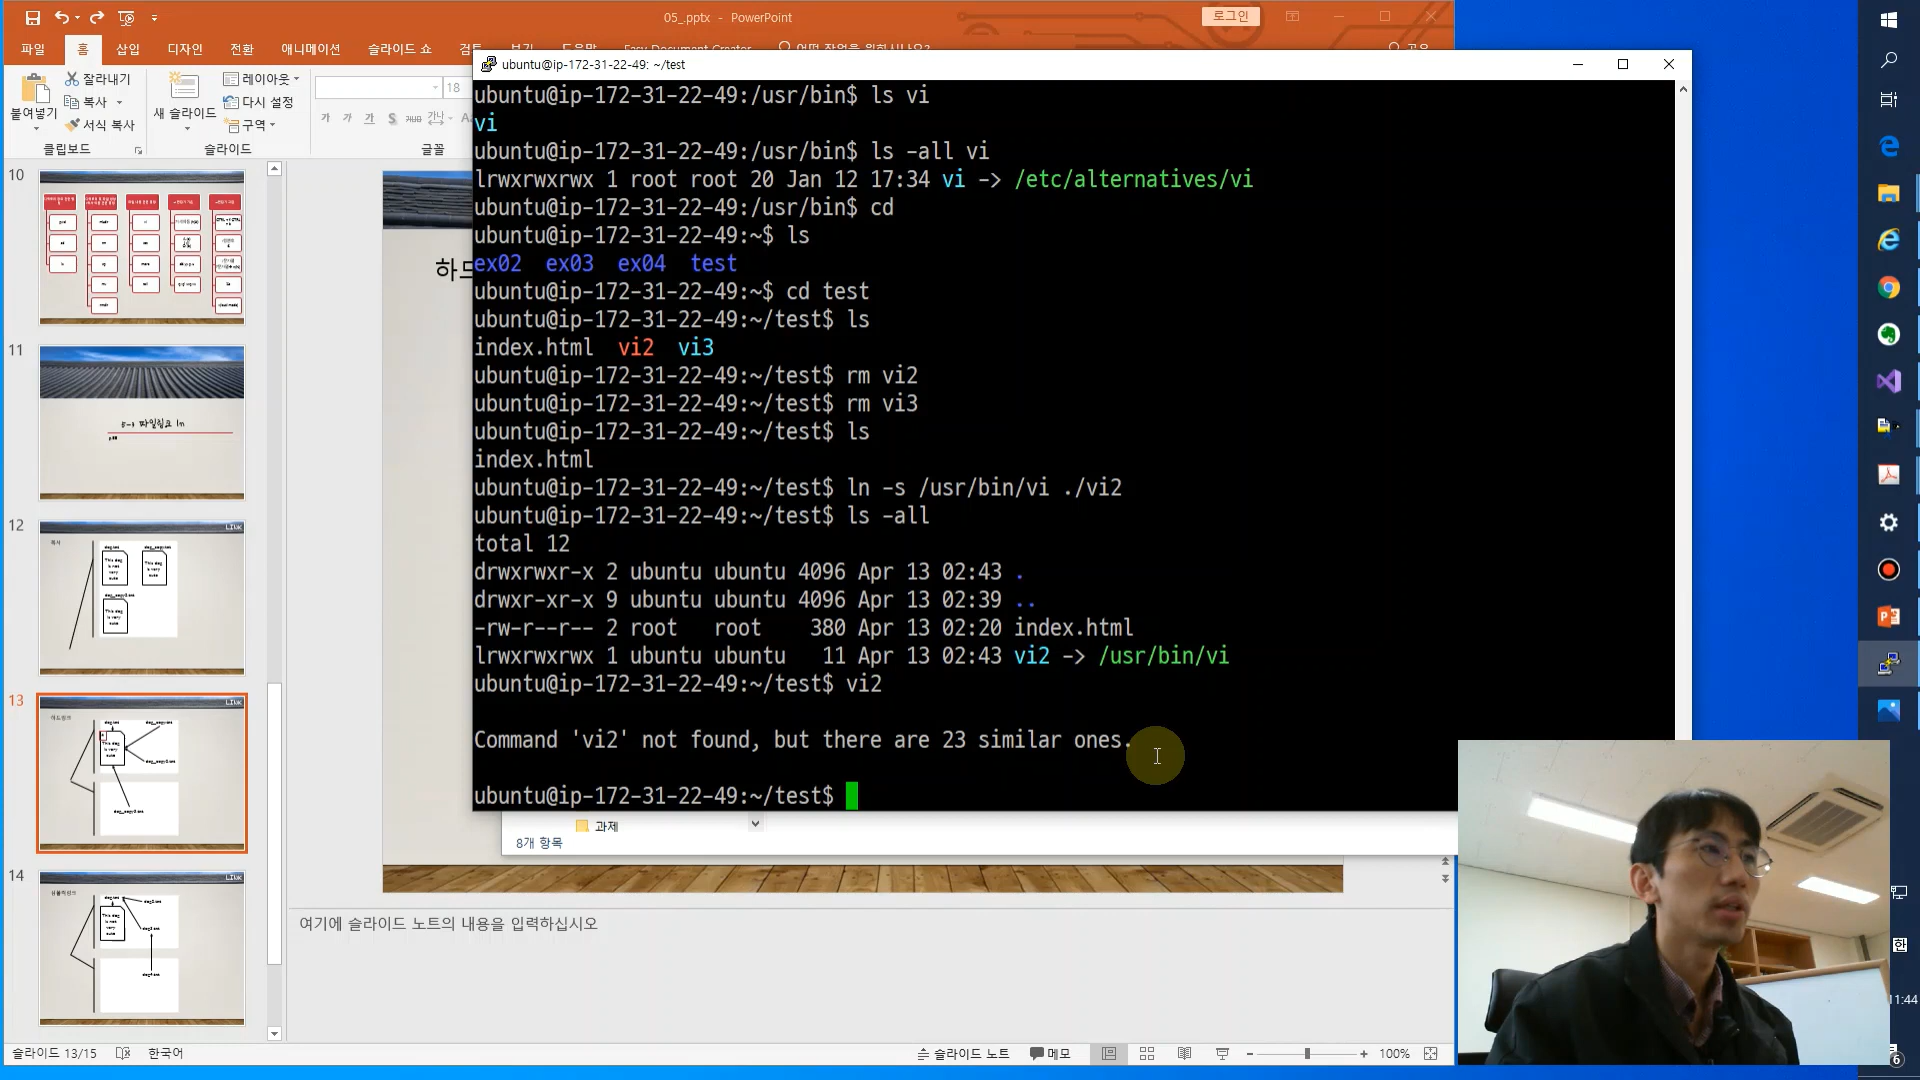 05_.pptx - PowerPoint
로그인
파일 홈 삽입 디자인 전환 애니메이션 슬라이드 쇼
잘라내기
복사
서식 복사
붙여넣기
클립보드
새 슬라이드
레이아웃
다시 설정
구역
슬라이드
18
글꼴
ubuntu@ip-172-31-22-49: ~/test
ubuntu@ip-172-31-22-49:/usr/bin$ ls vi
vi
ubuntu@ip-172-31-22-49:/usr/bin$ ls -all vi
lrwxrwxrwx 1 root root 20 Jan 12 17:34 vi -> /etc/alternatives/vi
ubuntu@ip-172-31-22-49:/usr/bin$ cd
ubuntu@ip-172-31-22-49:~$ ls
ex02 ex03 ex04 test
ubuntu@ip-172-31-22-49:~$ cd test
ubuntu@ip-172-31-22-49:~/test$ ls
index.html vi2 vi3
ubuntu@ip-172-31-22-49:~/test$ rm vi2
ubuntu@ip-172-31-22-49:~/test$ rm vi3
ubuntu@ip-172-31-22-49:~/test$ ls
index.html
ubuntu@ip-172-31-22-49:~/test$ ln -s /usr/bin/vi ./vi2
ubuntu@ip-172-31-22-49:~/test$ ls -all
total 12
drwxrwxr-x 2 ubuntu ubuntu 4096 Apr 13 02:43 .
drwxr-xr-x 9 ubuntu ubuntu 4096 Apr 13 02:39 ..
-rw-r--r-- 2 root root 380 Apr 13 02:20 index.html
lrwxrwxrwx 1 ubuntu ubuntu 11 Apr 13 02:43 vi2 -> /usr/bin/vi
ubuntu@ip-172-31-22-49:~/test$ vi2
Command 'vi2' not found, but there are 23 similar ones.
ubuntu@ip-172-31-22-49:~/test$
과제
8개 항목
10
11
12
13
14
여기에 슬라이드 노트의 내용을 입력하십시오
슬라이드 13/15 한국어
슬라이드 노트 메모 100%
한
11:44
6